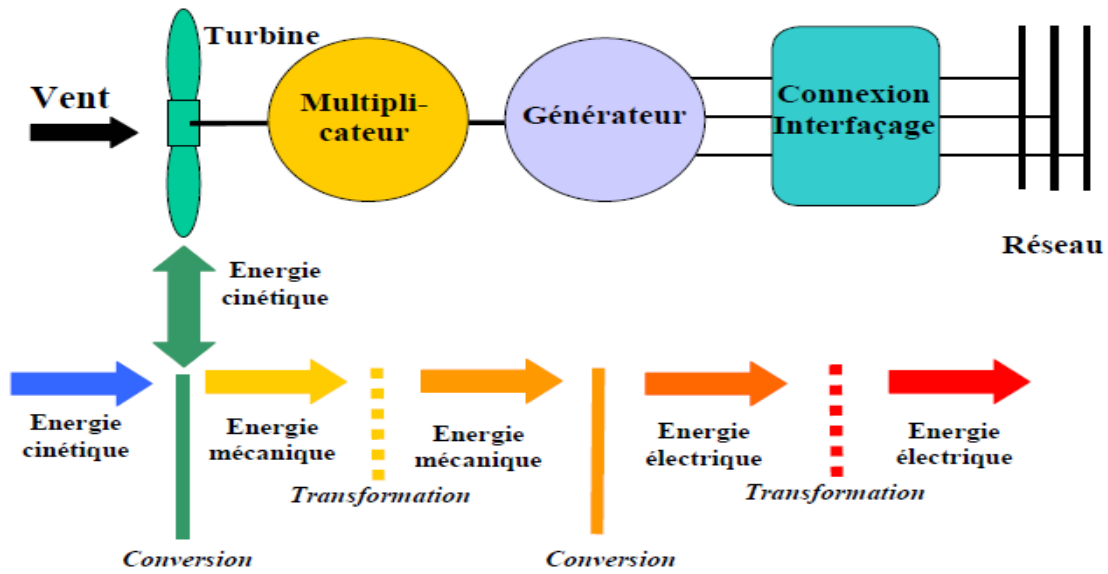 Turbine
Vent
Multipli-
cateur
Générateur
Connexion
Interfaçage
Réseau
Energie
cinétique
Energie
cinétique
Energie
mécanique
Energie
mécanique
Energie
électrique
Energie
électrique
Transformation
Transformation
Conversion
Conversion